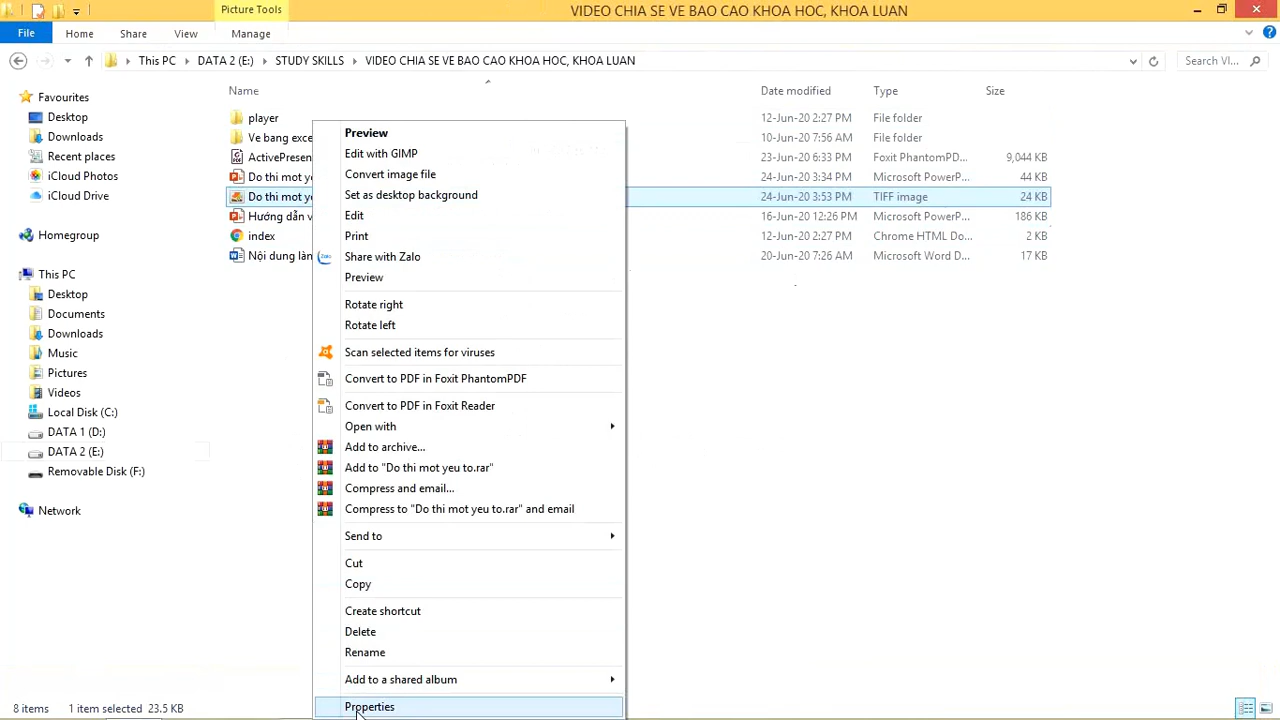 Picture Tools
VIDEO CHIA SE VE BAO CAO KHOA HOC, KHOA LUAN
File
Home
Share
View
Manage
This PC
DATA 2 (E:)
STUDY SKILLS
VIDEO CHIA SE VE BAO CAO KHOA HOC, KHOA LUAN
Search VI...
Favourites
Desktop
Downloads
Recent places
iCloud Photos
iCloud Drive
Homegroup
This PC
Desktop
Documents
Downloads
Music
Pictures
Videos
Local Disk (C:)
DATA 1 (D:)
DATA 2 (E:)
Removable Disk (F:)
Network
Name Date modified Type Size
player 12-Jun-20 2:27 PM File folder
Ve bang exce 10-Jun-20 7:56 AM File folder
ActivePresen 23-Jun-20 6:33 PM Foxit PhantomPD... 9,044 KB
Do thi mot ye 24-Jun-20 3:34 PM Microsoft PowerP... 44 KB
Do thi mot ye 24-Jun-20 3:53 PM TIFF image 24 KB
Hướng dẫn v 16-Jun-20 12:26 PM Microsoft PowerP... 186 KB
index 12-Jun-20 2:27 PM Chrome HTML Do... 2 KB
Nội dung làn 20-Jun-20 7:26 AM Microsoft Word D... 17 KB
Preview
Edit with GIMP
Convert image file
Set as desktop background
Edit
Print
Zalo Share with Zalo
Preview
Rotate right
Rotate left
Scan selected items for viruses
Convert to PDF in Foxit PhantomPDF
Convert to PDF in Foxit Reader
Open with
Add to archive...
Add to "Do thi mot yeu to.rar"
Compress and email...
Compress to "Do thi mot yeu to.rar" and email
Send to
Cut
Copy
Create shortcut
Delete
Rename
Add to a shared album
Properties
8 items 1 item selected 23.5 KB